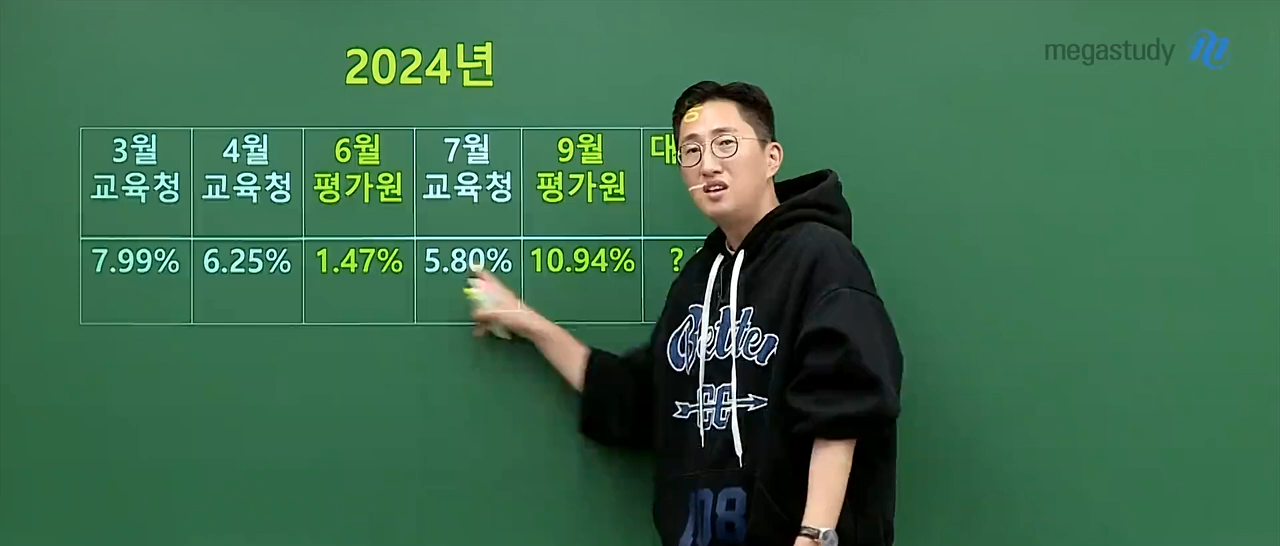 megastudy
2024년
3월 4월 6월 7월 9월 대
교육청 교육청 평가원 교육청 평가원
7.99% 6.25% 1.47% 5.80% 10.94% ?
Better